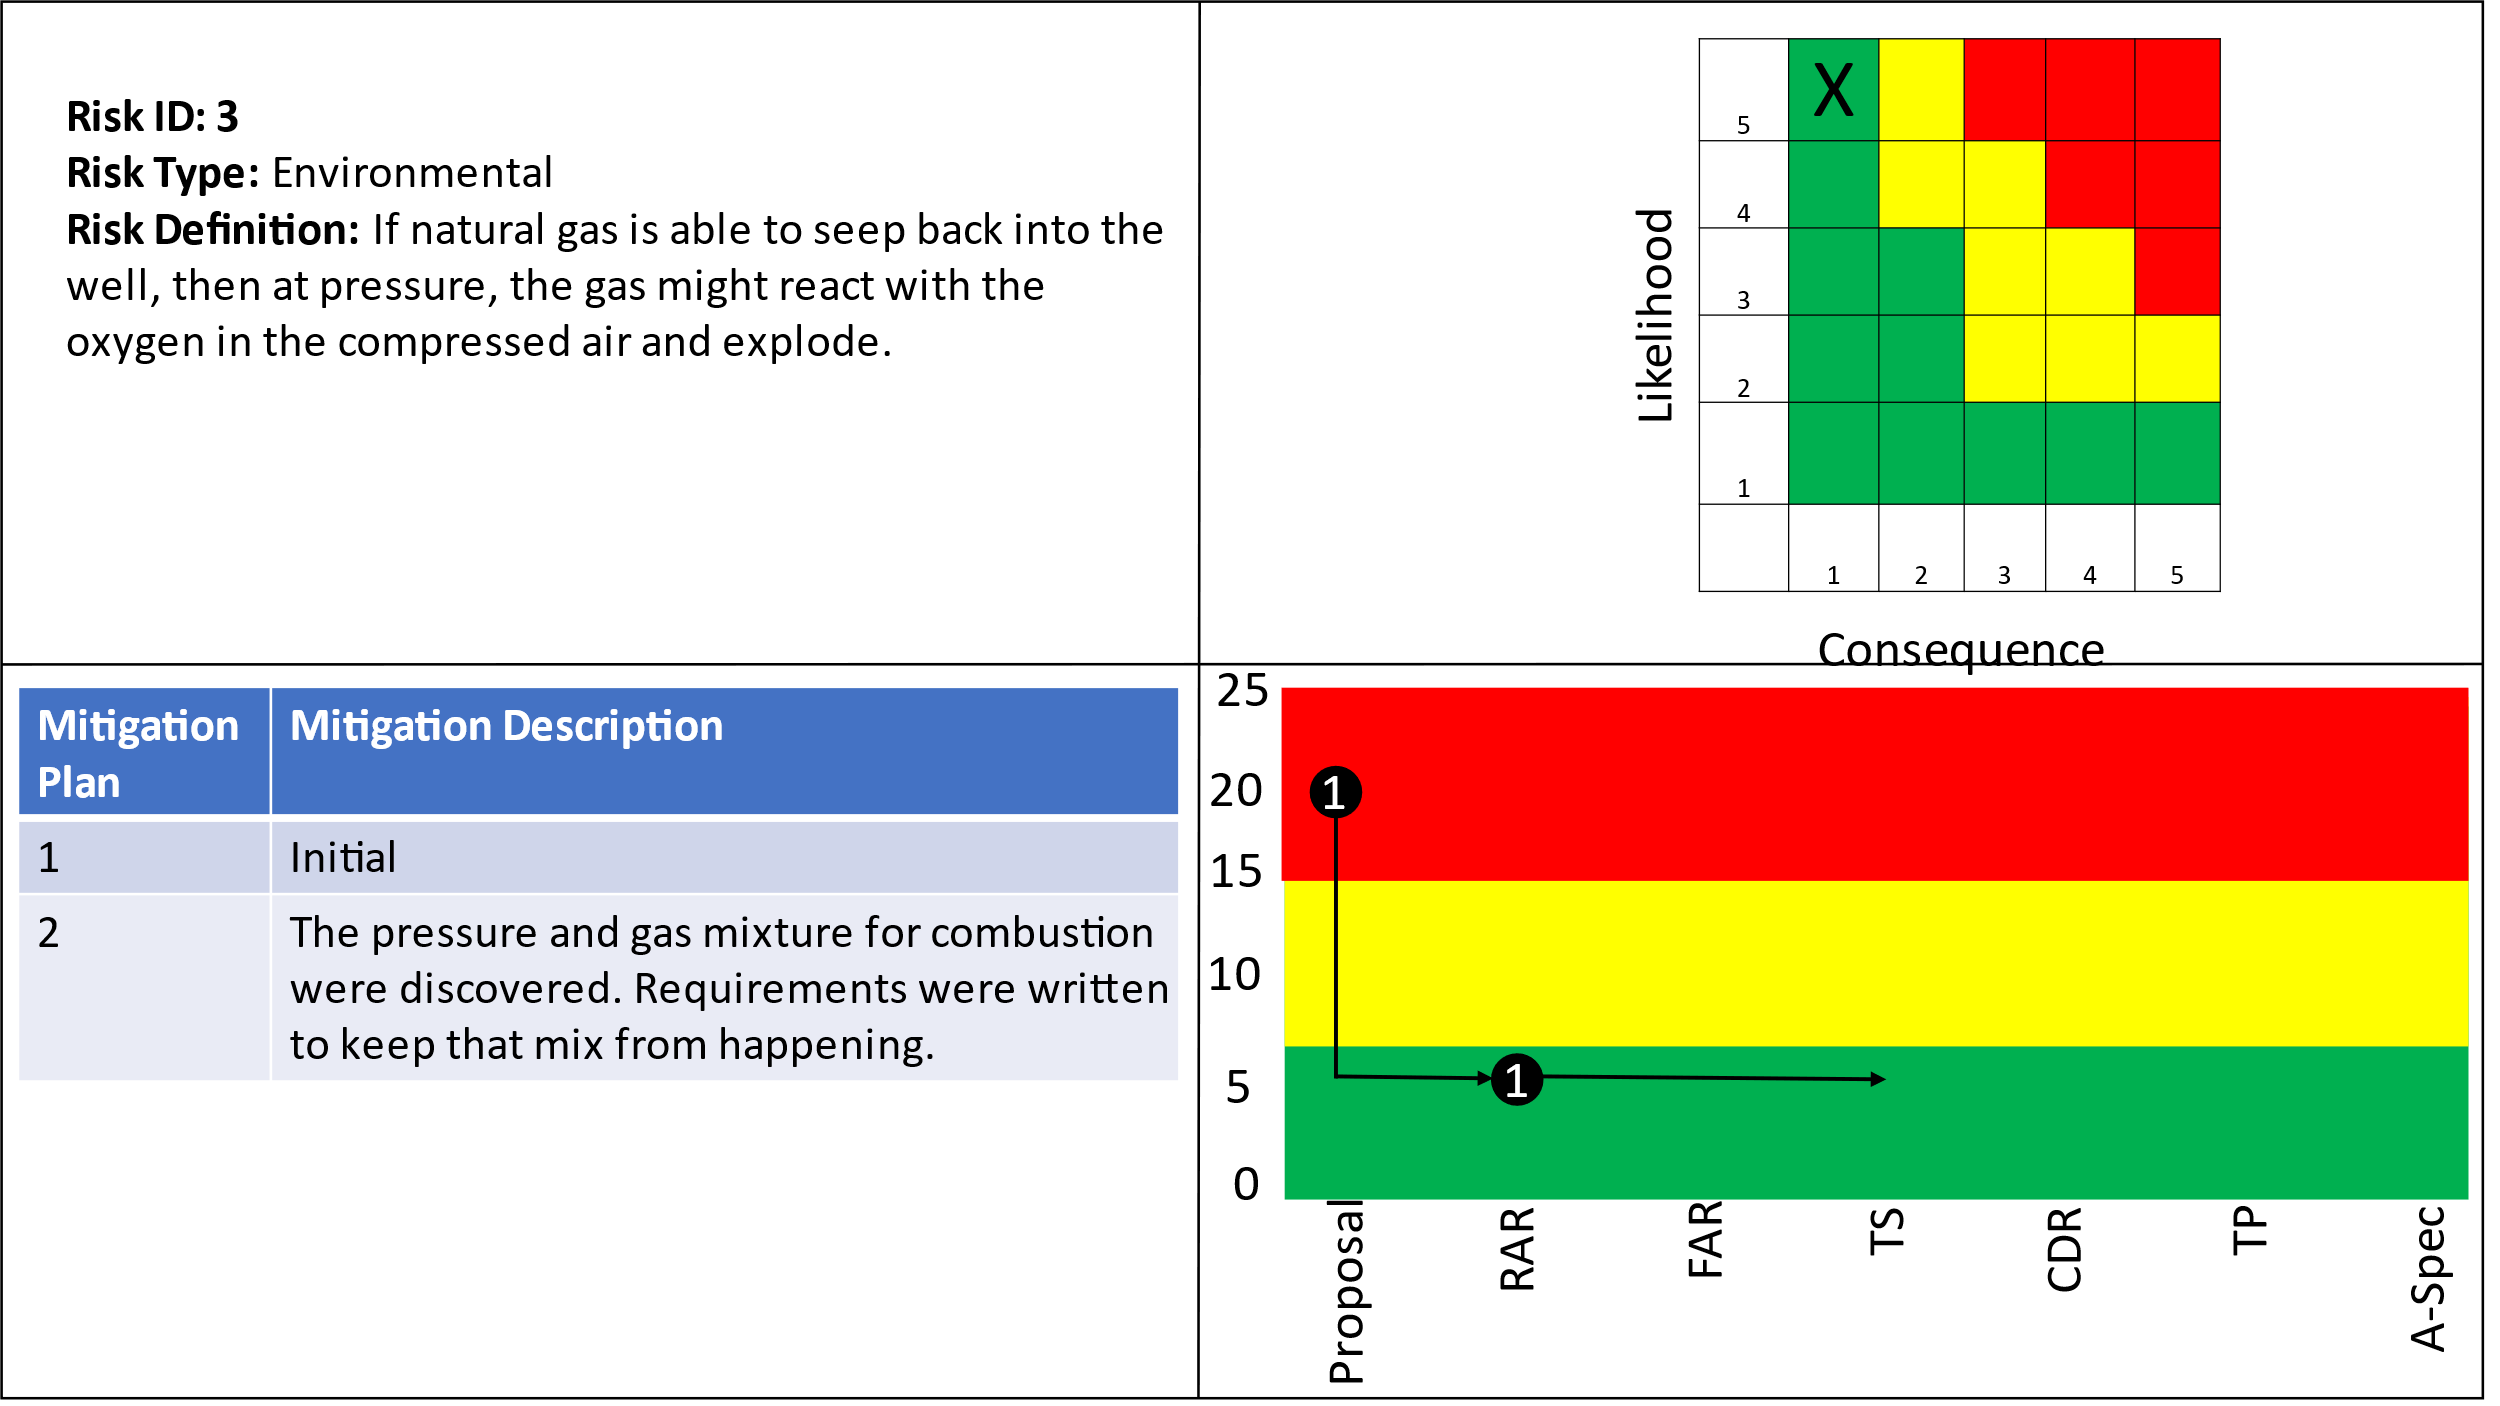 Risk ID: 3
Risk Type: Environmental
Risk Definition: If natural gas is able to seep back into the
well, then at pressure, the gas might react with the
oxygen in the compressed air and explode.
Likelihood
5
X
4
3
2
1
1 2 3 4 5
Consequence
Mitigation
Plan
Mitigation Description
1
Initial
2
The pressure and gas mixture for combustion
were discovered. Requirements were written
to keep that mix from happening.
25
20
15
10
5
0
1
1
Proposal
RAR
FAR
TS
CDR
TP
A-Spec